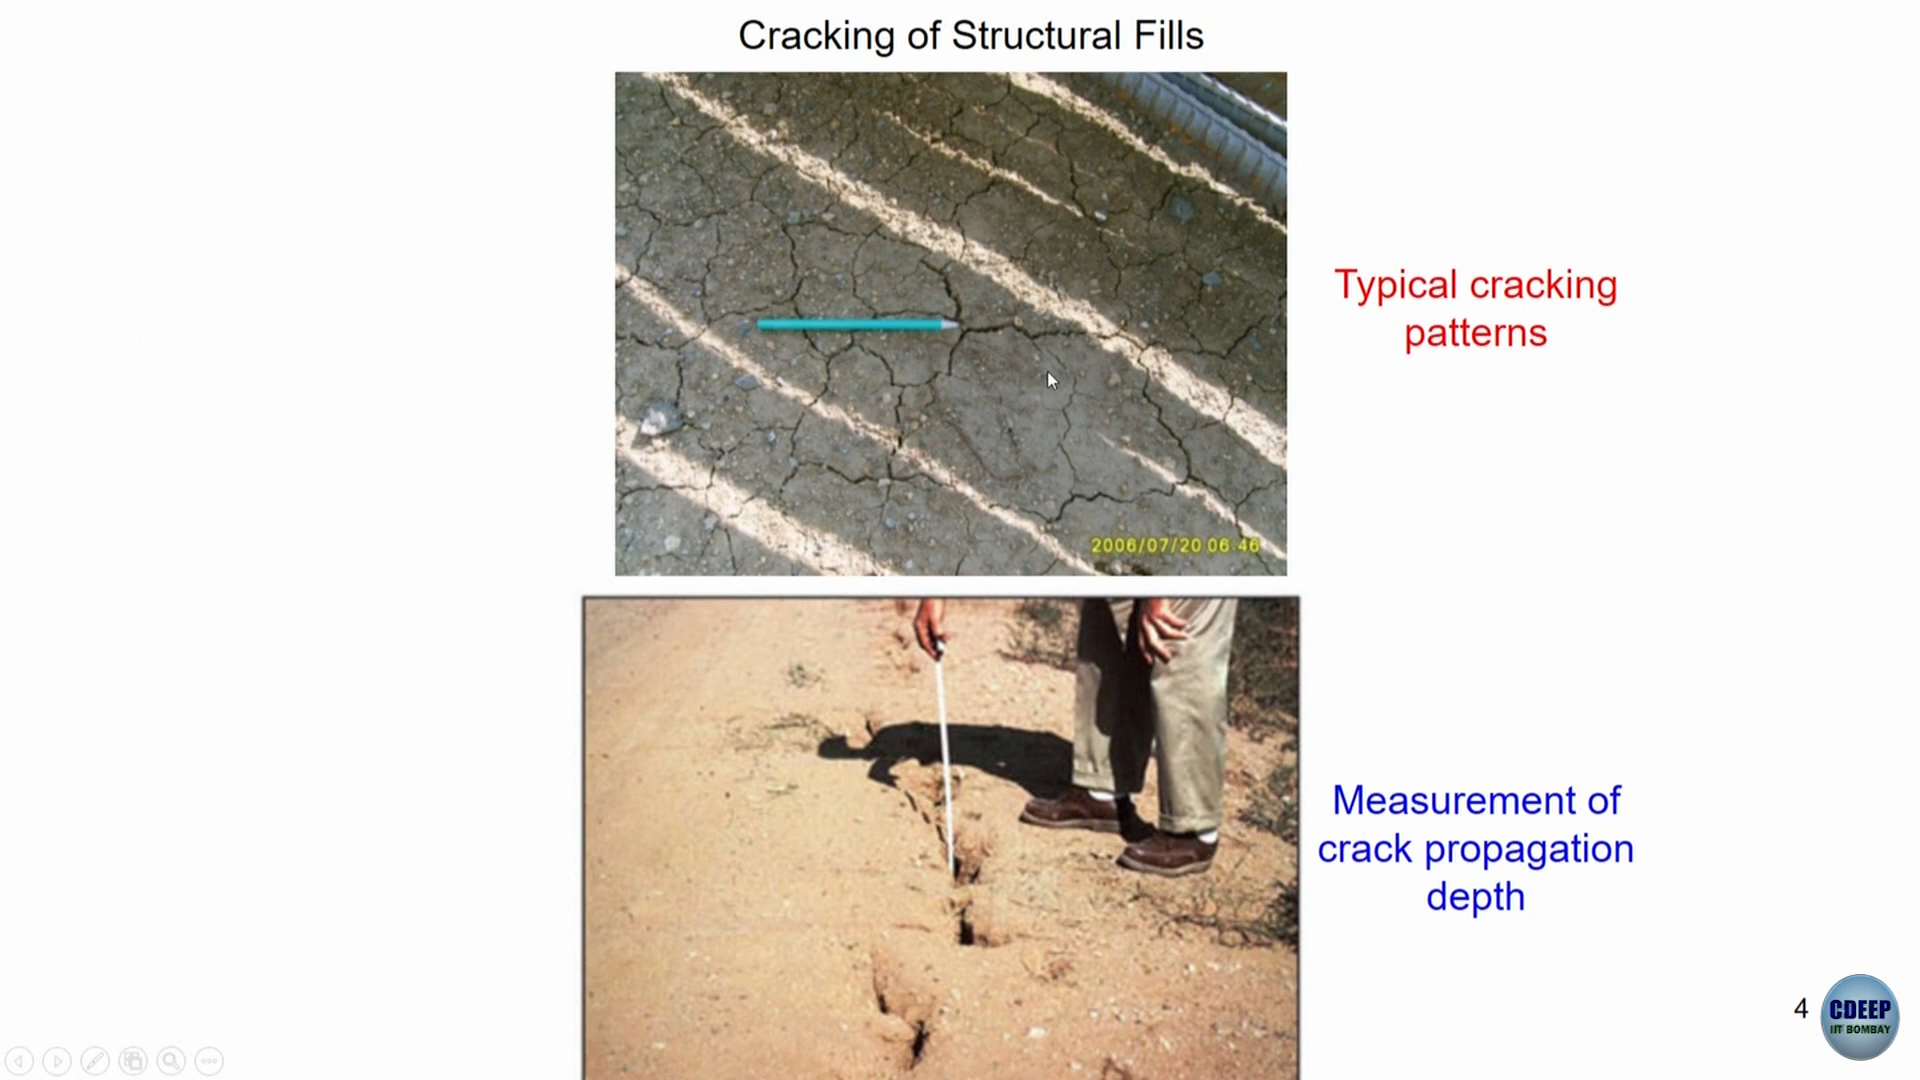 Cracking of Structural Fills
Typical cracking
patterns
2006/07/20 06:46
Measurement of
crack propagation
depth
4
CDEEP
IIT BOMBAY